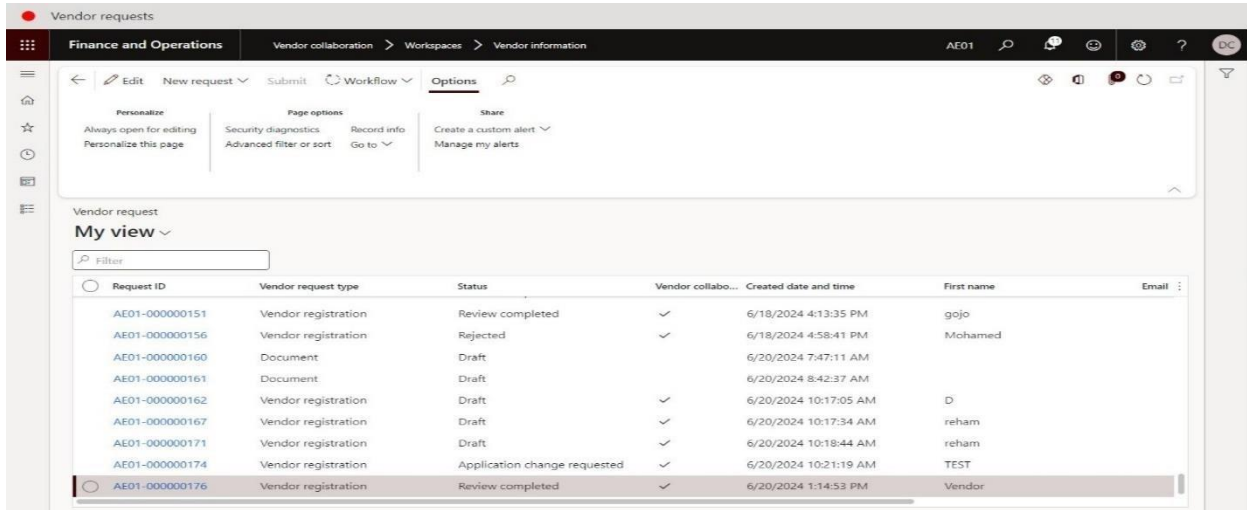 Vendor requests
Finance and Operations Vendor collaboration > Workspaces > Vendor information AE01 ? DC
Edit New request Submit Workflow Options 0
Personalize Page options Share
Always open for editing Security diagnostics Record info Create a custom alert
Personalize this page Advanced filter or sort Go to Manage my alerts
Vendor request
My view
Filter
Request ID Vendor request type Status Vendor collabo... Created date and time First name Email
AE01-000000151 Vendor registration Review completed 6/18/2024 4:13:35 PM gojo
AE01-000000156 Vendor registration Rejected 6/18/2024 4:58:41 PM Mohamed
AE01-000000160 Document Draft 6/20/2024 7:47:11 AM
AE01-000000161 Document Draft 6/20/2024 8:42:37 AM
AE01-000000162 Vendor registration Draft 6/20/2024 10:17:05 AM D
AE01-000000167 Vendor registration Draft 6/20/2024 10:17:34 AM reham
AE01-000000171 Vendor registration Draft 6/20/2024 10:18:44 AM reham
AE01-000000174 Vendor registration Application change requested 6/20/2024 10:21:19 AM TEST
AE01-000000176 Vendor registration Review completed 6/20/2024 1:14:53 PM Vendor